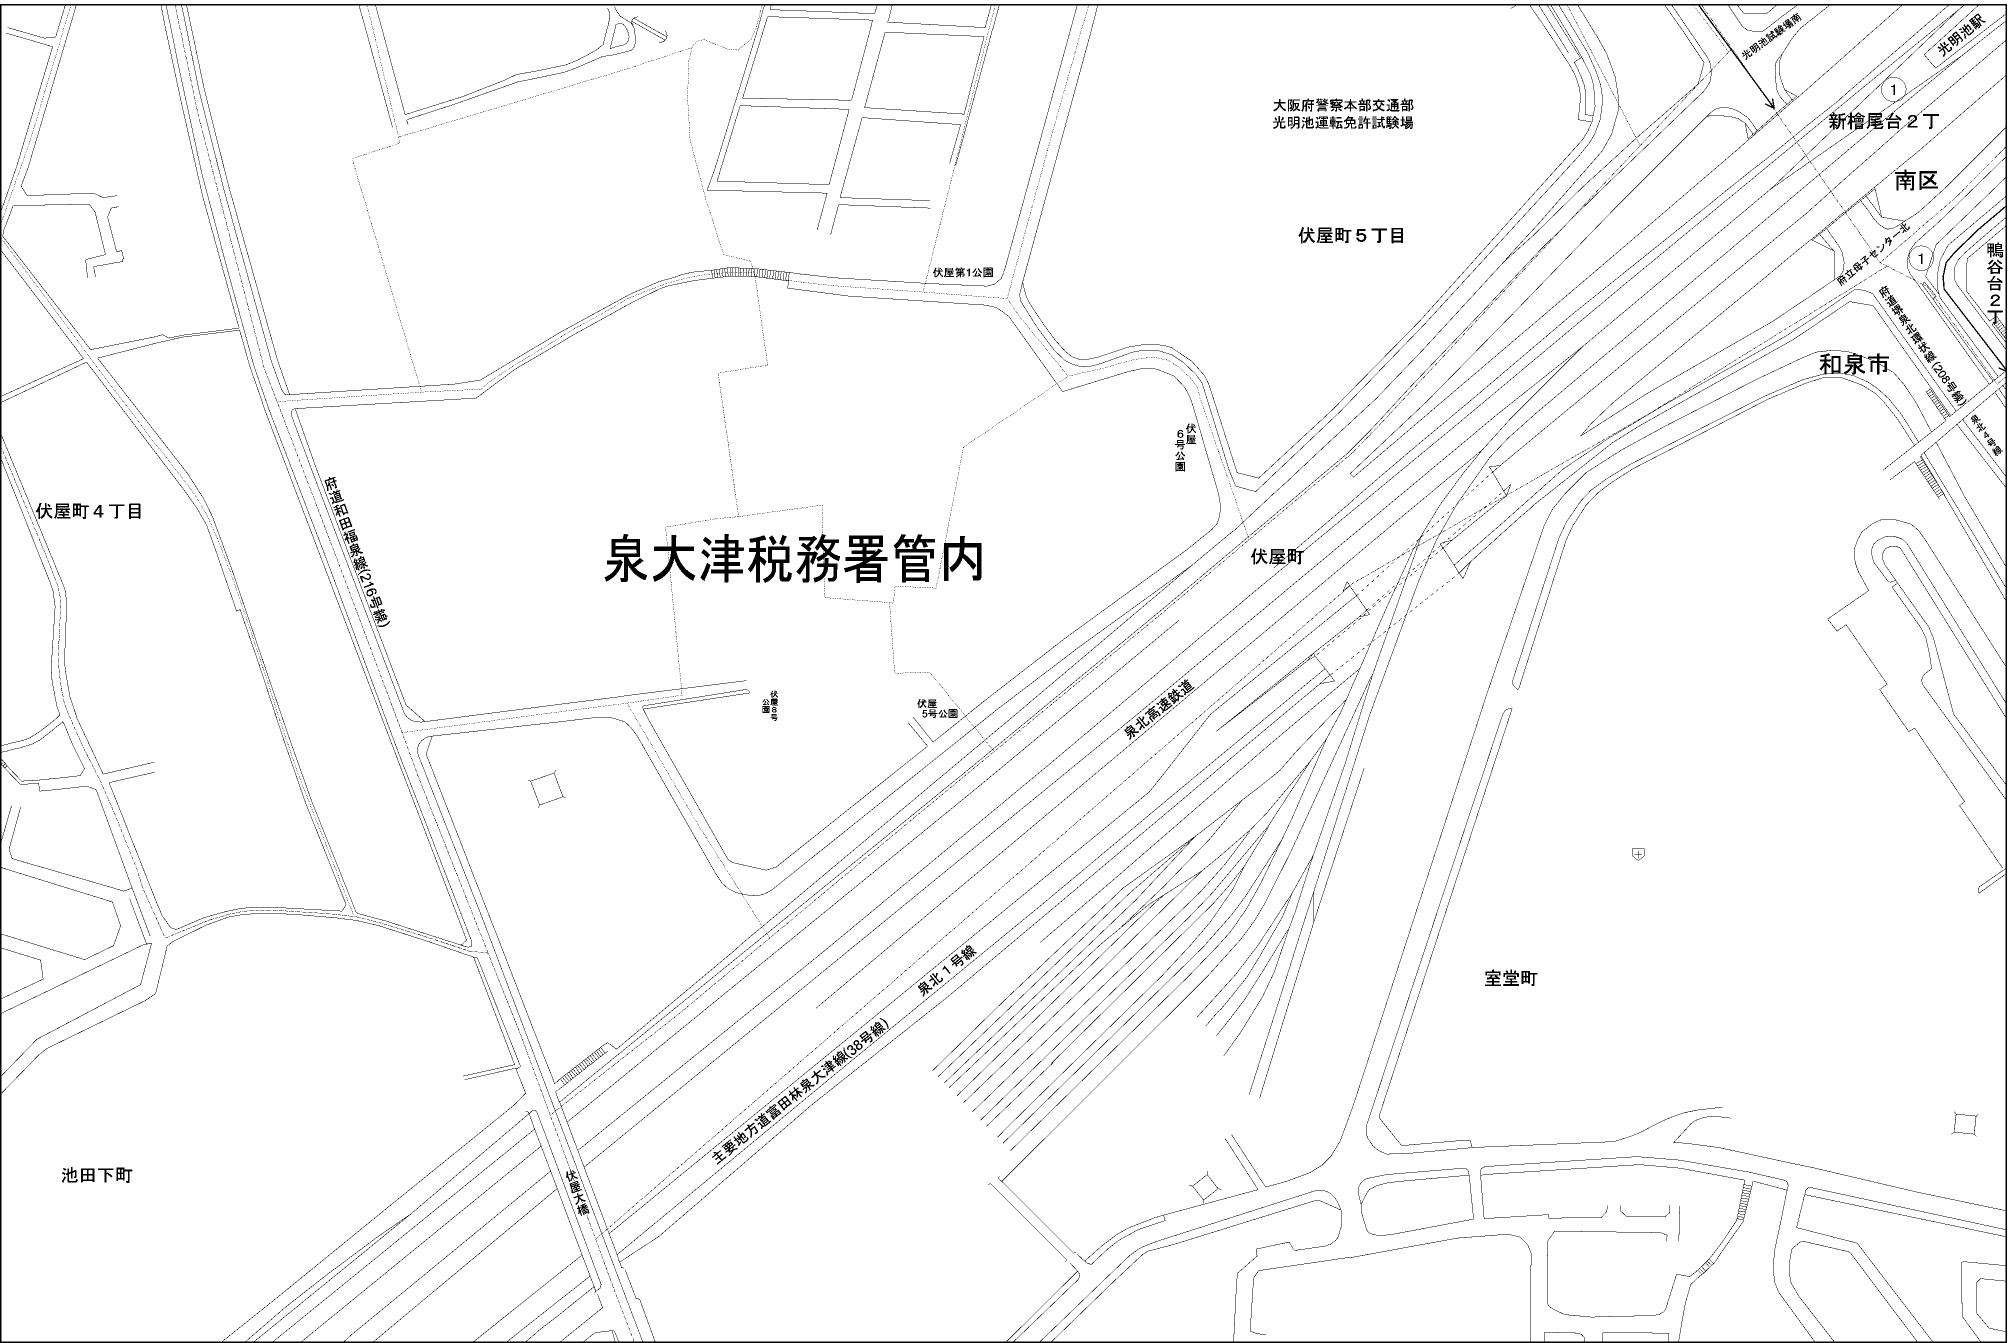 光明池試験場南
光明池駅
1
新檜尾台２丁
大阪府警察本部交通部
光明池運転免許試験場
南区
伏屋町５丁目
府立母子センター北
1
鴨谷台２丁
伏屋第1公園
府道堺泉北環状線(208号線)
和泉市
泉北４号線
伏屋
６号公園
府道和田福泉線(216号線)
伏屋町４丁目
泉大津税務署管内
伏屋町
伏屋８号
公園
伏屋
5号公園
泉北高速鉄道
泉北１号線
室堂町
主要地方道富田林泉大津線(38号線)
池田下町
伏屋大橋